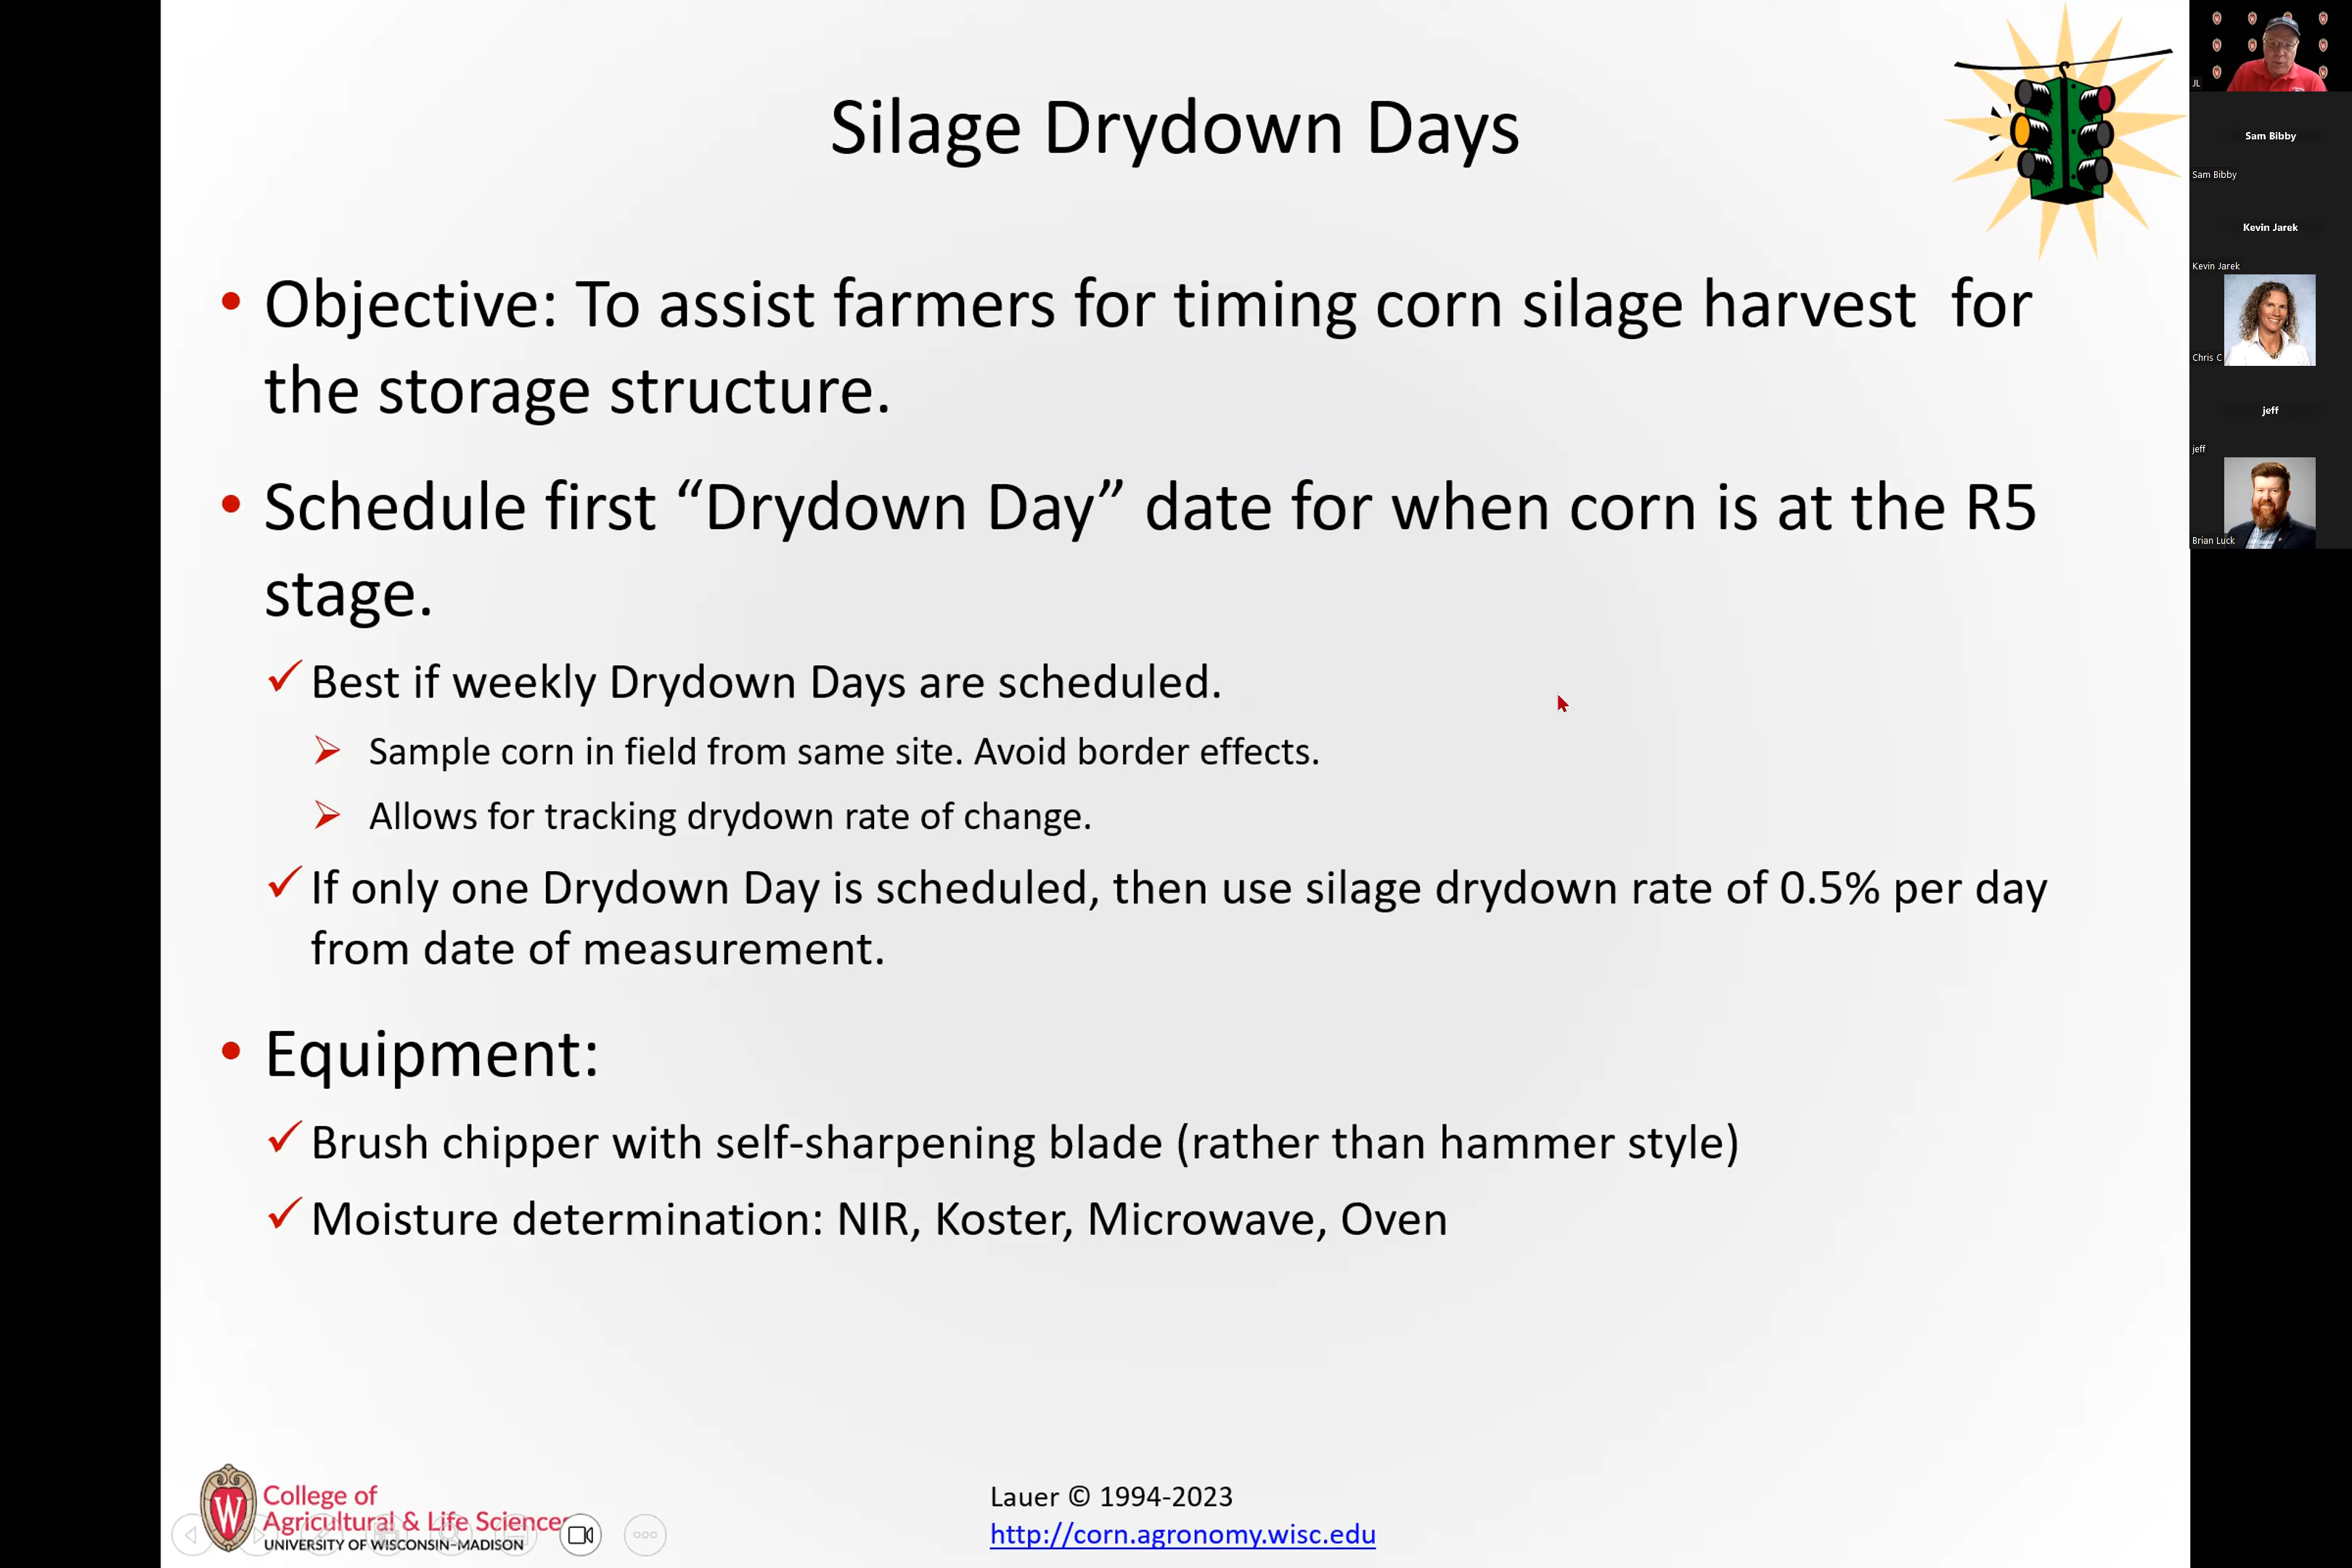 Silage Drydown Days
• Objective: To assist farmers for timing corn silage harvest for
the storage structure.
• Schedule first “Drydown Day” date for when corn is at the R5
stage.
✓ Best if weekly Drydown Days are scheduled.
➢ Sample corn in field from same site. Avoid border effects.
➢ Allows for tracking drydown rate of change.
✓ If only one Drydown Day is scheduled, then use silage drydown rate of 0.5% per day
from date of measurement.
• Equipment:
✓ Brush chipper with self-sharpening blade (rather than hammer style)
✓ Moisture determination: NIR, Koster, Microwave, Oven
W
College of
Agricultural & Life Sciences
UNIVERSITY OF WISCONSIN-MADISON
Lauer © 1994-2023
http://corn.agronomy.wisc.edu
JL
Sam Bibby
Sam Bibby
Kevin Jarek
Kevin Jarek
Chris C
jeff
jeff
Brian Luck